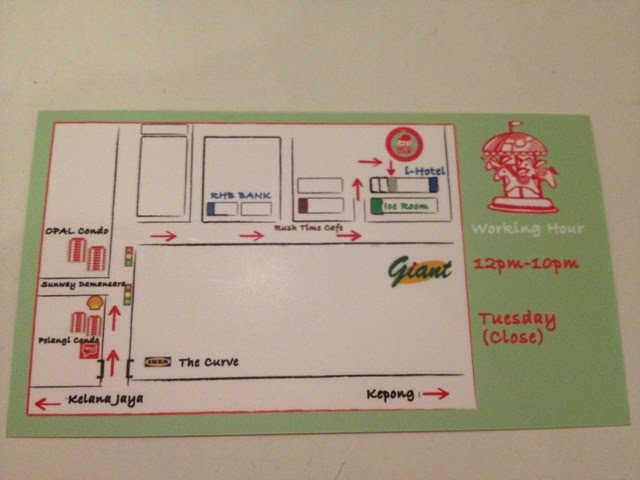 i-Hotel
RHB BANK
Ice Room
Rush Time Cafe
OPAL Condo
Giant
Sunway Damansara
Pelangi Condo
IKEA
The Curve
Kelana Jaya
Kepong
Working Hour
12pm-10pm
Tuesday
(Close)